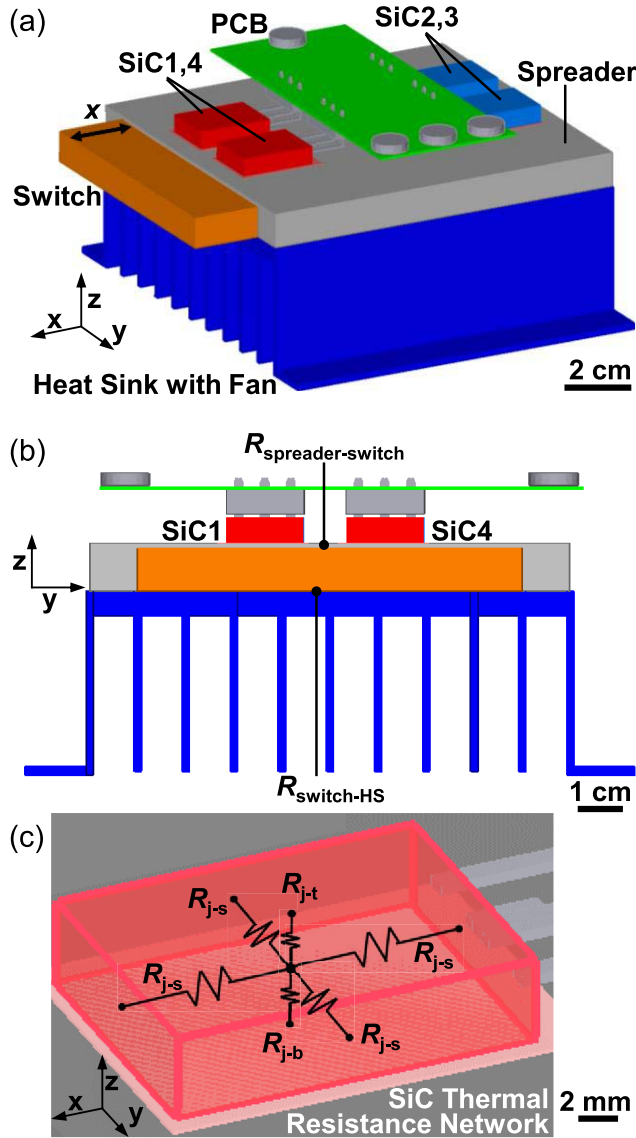 (a)
PCB
SiC2,3
SiC1,4
Spreader
x
Switch
z
x
y
Heat Sink with Fan
2 cm
(b)
Rspreader-switch
SiC1
SiC4
z
y
Rswitch-HS
1 cm
(c)
Rj-s
Rj-t
Rj-s
Rj-s
Rj-b
Rj-s
z
x
y
SiC Thermal
Resistance Network
2 mm